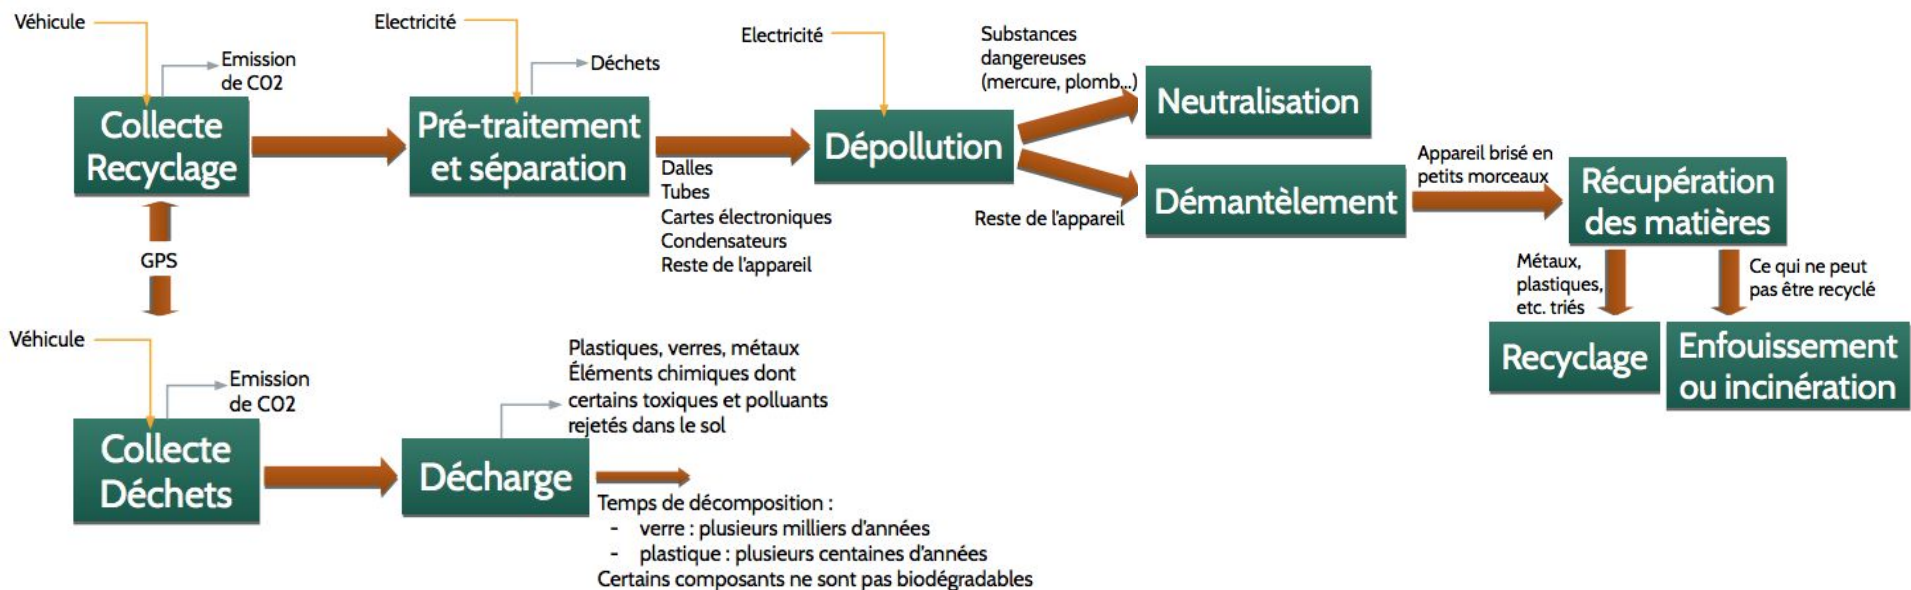 Véhicule
Emission
de CO2
Collecte
Recyclage
Electricité
Déchets
Pré-traitement
et séparation
Dalles
Tubes
Cartes électroniques
Condensateurs
Reste de l'appareil
Electricité
Dépollution
Substances
dangereuses
(mercure, plomb...)
Neutralisation
Reste de l'appareil
Démantèlement
Appareil brisé en
petits morceaux
Récupération
des matières
Métaux,
plastiques,
etc. triés
Ce qui ne peut
pas être recyclé
Recyclage
Enfouissement
ou incinération
GPS
Véhicule
Emission
de CO2
Collecte
Déchets
Plastiques, verres, métaux
Éléments chimiques dont
certains toxiques et polluants
rejetés dans le sol
Décharge
Temps de décomposition :
- verre : plusieurs milliers d'années
- plastique : plusieurs centaines d'années
Certains composants ne sont pas biodégradables